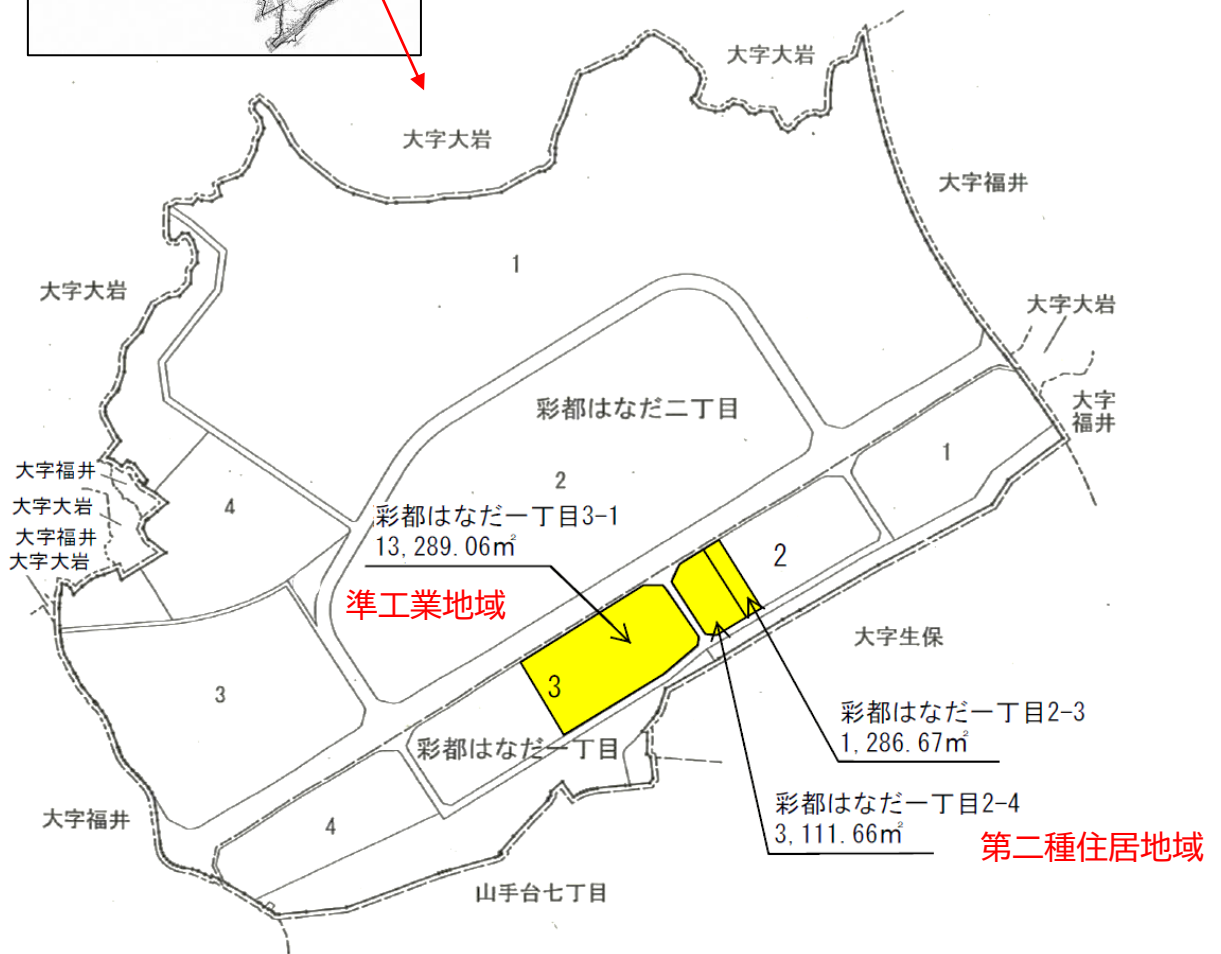 大字大岩
大字大岩
大字福井
1
大字大岩
大字大岩
大字
福井
彩都はなだ二丁目
1
2
大字福井
大字大岩
大字福井
大字大岩
4
彩都はなだ一丁目3-1
13,289.06㎡
2
準工業地域
大字生保
3
3
彩都はなだ一丁目2-3
1,286.67㎡
彩都はなだ一丁目
彩都はなだ一丁目2-4
3,111.66㎡
大字福井
4
第二種住居地域
山手台七丁目